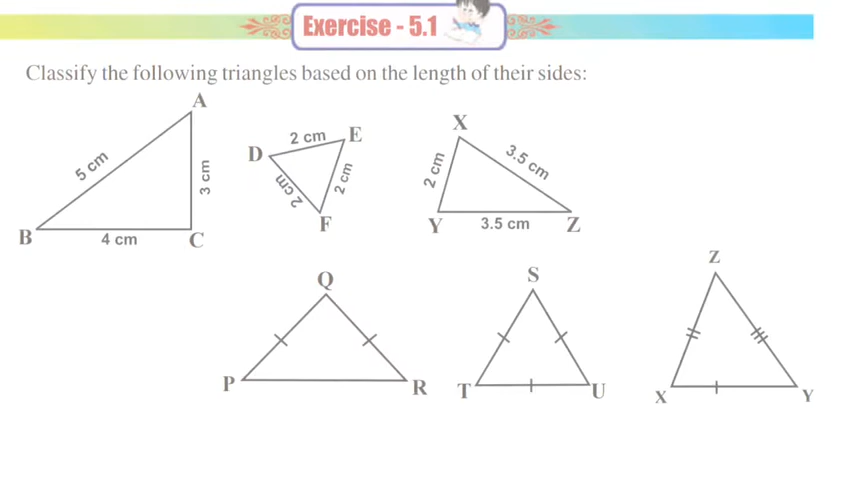 Exercise - 5.1
Classify the following triangles based on the length of their sides:
A
5 cm
3 cm
B
4 cm
C
D
2 cm
E
2 cm
2 cm
F
X
2 cm
3.5 cm
Y
3.5 cm
Z
Q
P
R
S
T
U
Z
X
Y